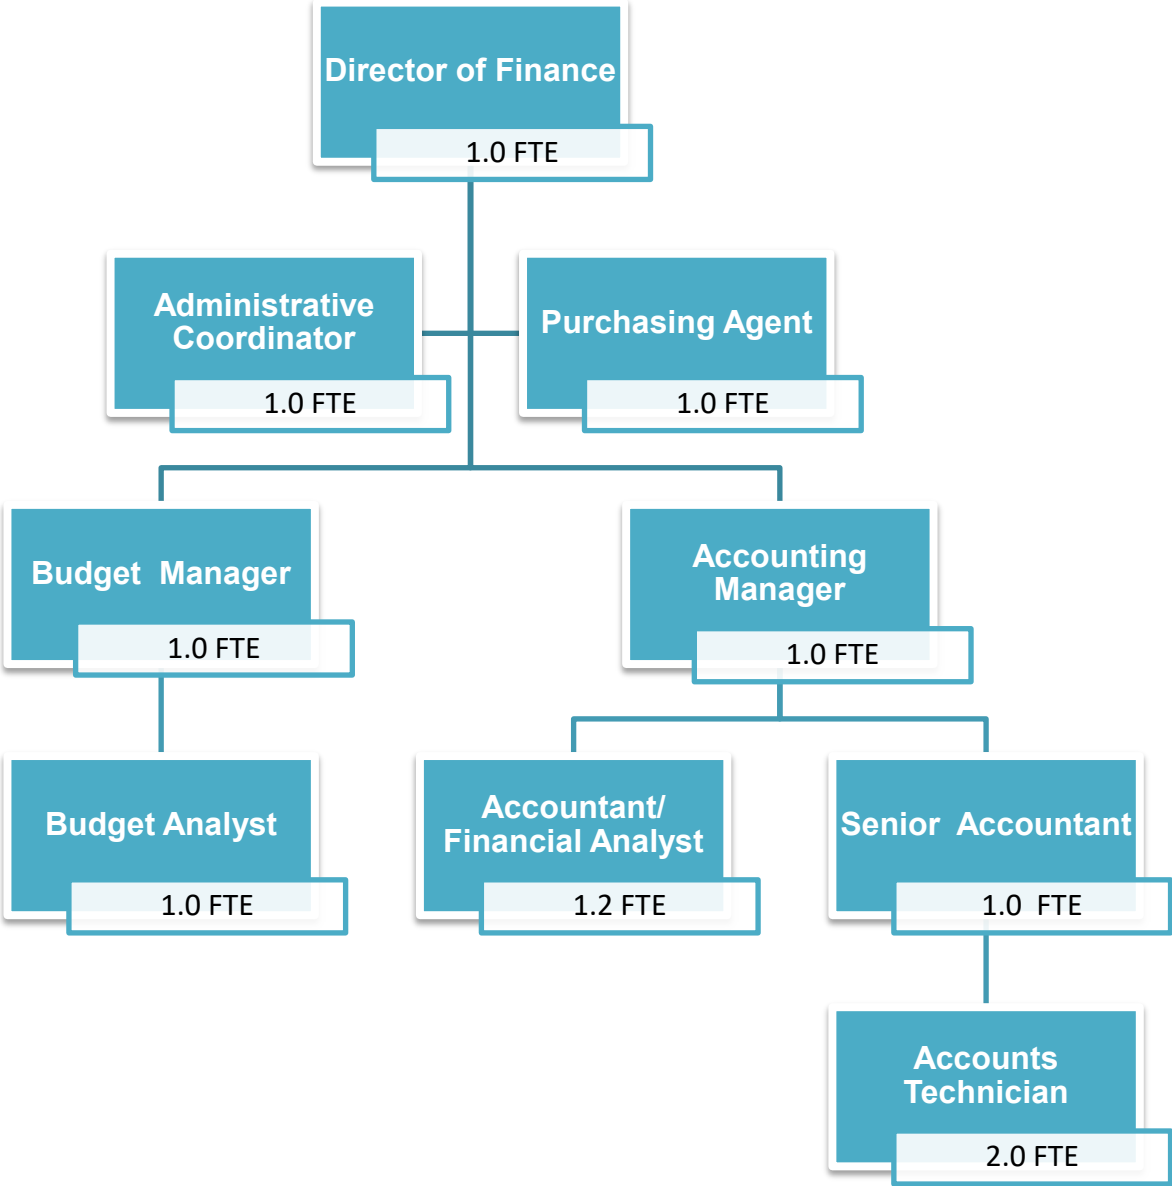 Director of Finance
1.0 FTE
Administrative
Coordinator
1.0 FTE
Purchasing Agent
1.0 FTE
Budget  Manager
1.0 FTE
Accounting
Manager
1.0 FTE
Budget Analyst
1.0 FTE
Accountant/
Financial Analyst
1.2 FTE
Senior  Accountant
1.0  FTE
Accounts
Technician
2.0 FTE